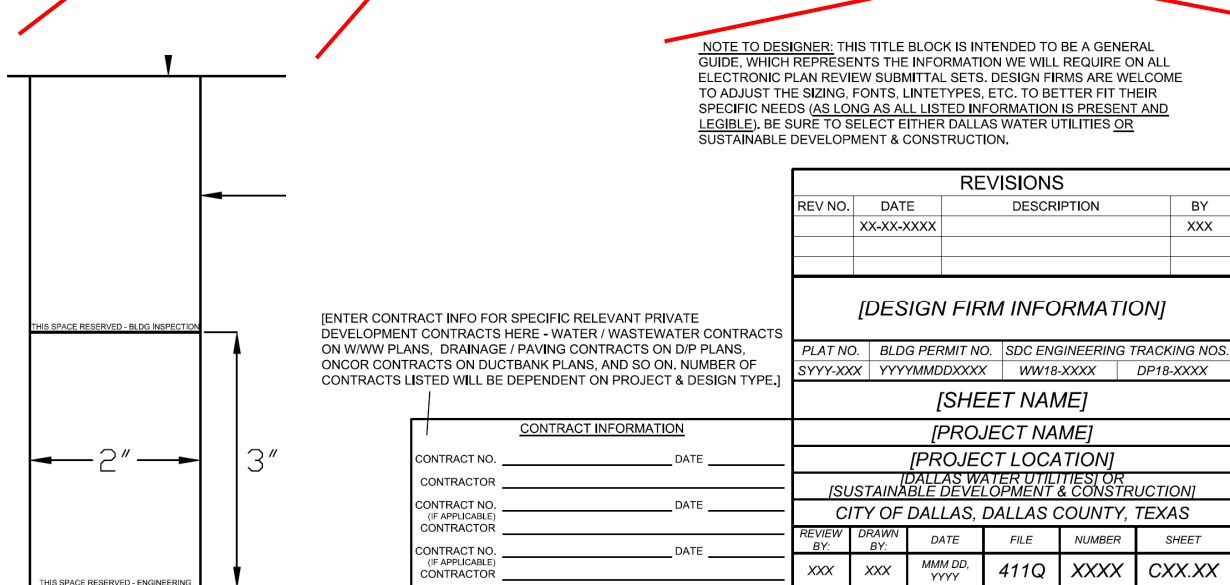 NOTE TO DESIGNER: THIS TITLE BLOCK IS INTENDED TO BE A GENERAL
GUIDE, WHICH REPRESENTS THE INFORMATION WE WILL REQUIRE ON ALL
ELECTRONIC PLAN REVIEW SUBMITTAL SETS. DESIGN FIRMS ARE WELCOME
TO ADJUST THE SIZING, FONTS, LINTETYPES, ETC. TO BETTER FIT THEIR
SPECIFIC NEEDS (AS LONG AS ALL LISTED INFORMATION IS PRESENT AND
LEGIBLE). BE SURE TO SELECT EITHER DALLAS WATER UTILITIES OR
SUSTAINABLE DEVELOPMENT & CONSTRUCTION.
THIS SPACE RESERVED - BLDG INSPECTION
2"
3"
THIS SPACE RESERVED - ENGINEERING
[ENTER CONTRACT INFO FOR SPECIFIC RELEVANT PRIVATE
DEVELOPMENT CONTRACTS HERE - WATER / WASTEWATER CONTRACTS
ON W/WW PLANS, DRAINAGE / PAVING CONTRACTS ON D/P PLANS,
ONCOR CONTRACTS ON DUCTBANK PLANS, AND SO ON. NUMBER OF
CONTRACTS LISTED WILL BE DEPENDENT ON PROJECT & DESIGN TYPE.]
CONTRACT INFORMATION
CONTRACT NO. DATE
CONTRACTOR
CONTRACT NO. DATE
(IF APPLICABLE)
CONTRACTOR
CONTRACT NO. DATE
(IF APPLICABLE)
CONTRACTOR
REVISIONS
REV NO. DATE DESCRIPTION BY
XX-XX-XXXX XXX
[DESIGN FIRM INFORMATION]
PLAT NO. BLDG PERMIT NO. SDC ENGINEERING TRACKING NOS.
SYYY-XXX YYYYMMDDXXXX WW18-XXXX DP18-XXXX
[SHEET NAME]
[PROJECT NAME]
[PROJECT LOCATION]
[DALLAS WATER UTILITIES] OR
[SUSTAINABLE DEVELOPMENT & CONSTRUCTION]
CITY OF DALLAS, DALLAS COUNTY, TEXAS
REVIEW BY: DRAWN BY: DATE FILE NUMBER SHEET
XXX XXX MMM DD, YYYY 411Q XXXX CXX.XX